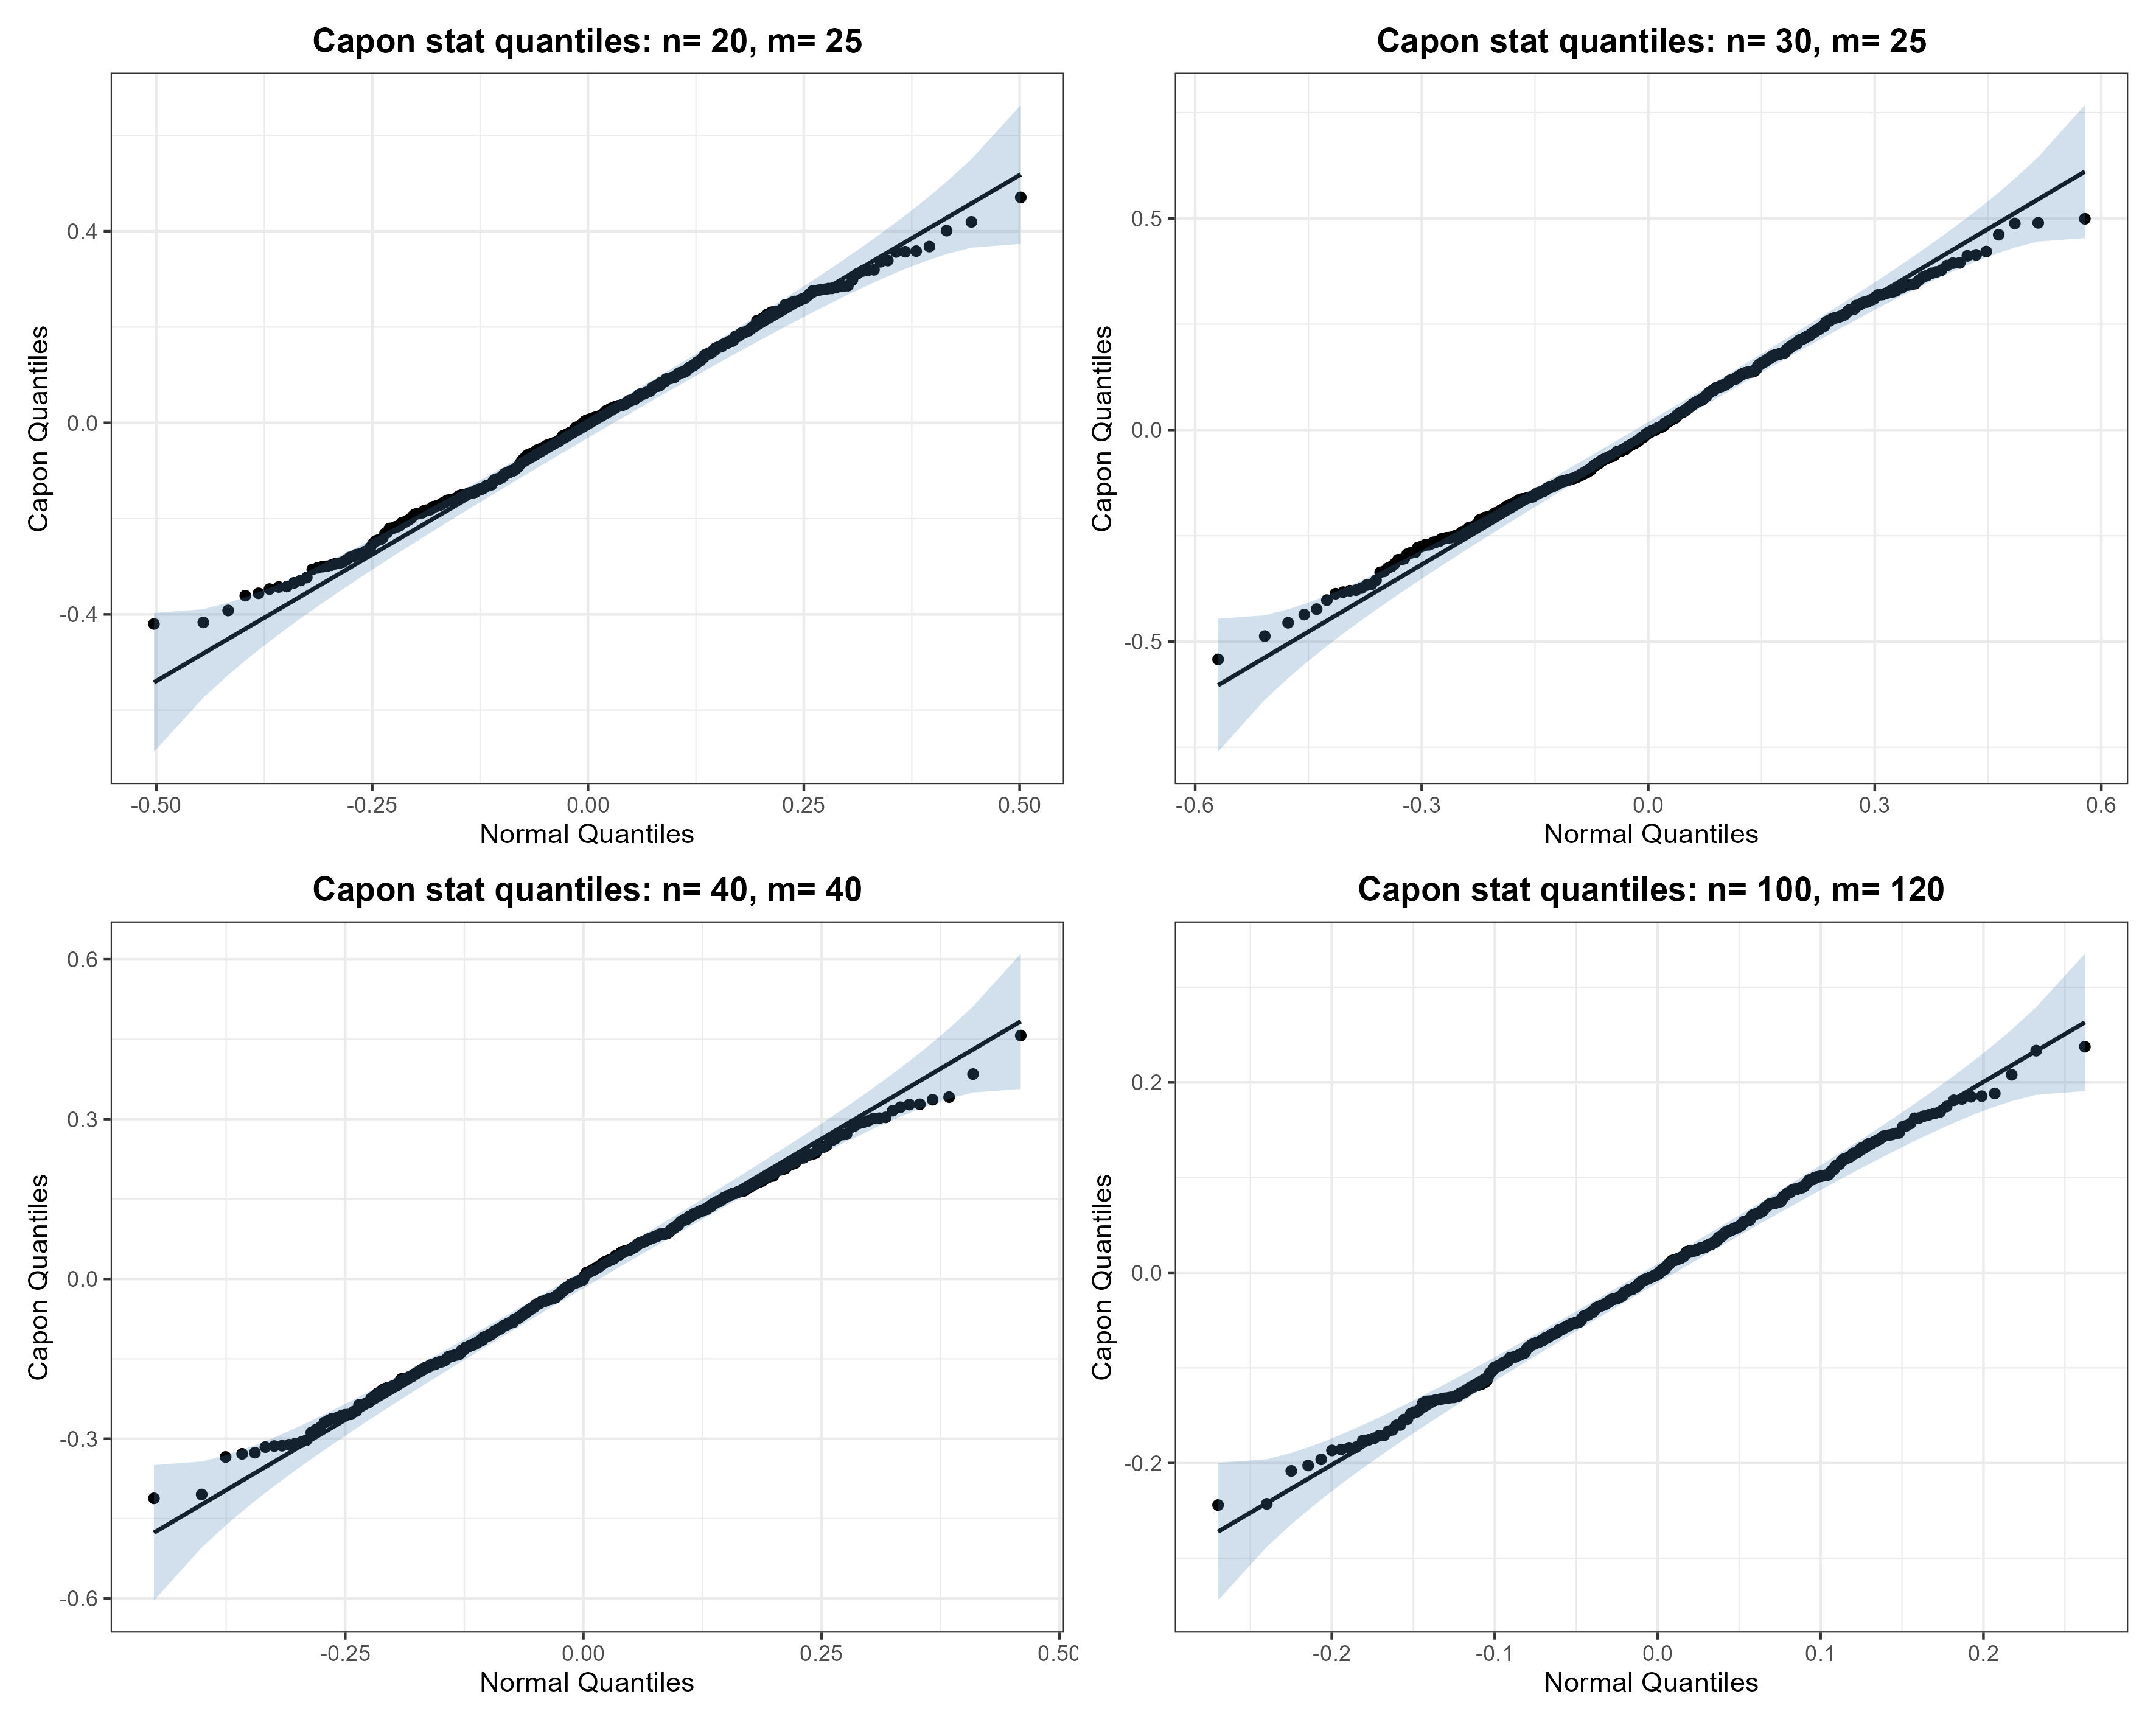 Capon stat quantiles: n= 20, m= 25
Capon Quantiles
0.4
0.0
-0.4
-0.50 -0.25 0.00 0.25 0.50
Normal Quantiles
Capon stat quantiles: n= 30, m= 25
Capon Quantiles
0.5
0.0
-0.5
-0.6 -0.3 0.0 0.3 0.6
Normal Quantiles
Capon stat quantiles: n= 40, m= 40
Capon Quantiles
0.6
0.3
0.0
-0.3
-0.6
-0.25 0.00 0.25 0.50
Normal Quantiles
Capon stat quantiles: n= 100, m= 120
Capon Quantiles
0.2
0.0
-0.2
-0.2 -0.1 0.0 0.1 0.2
Normal Quantiles